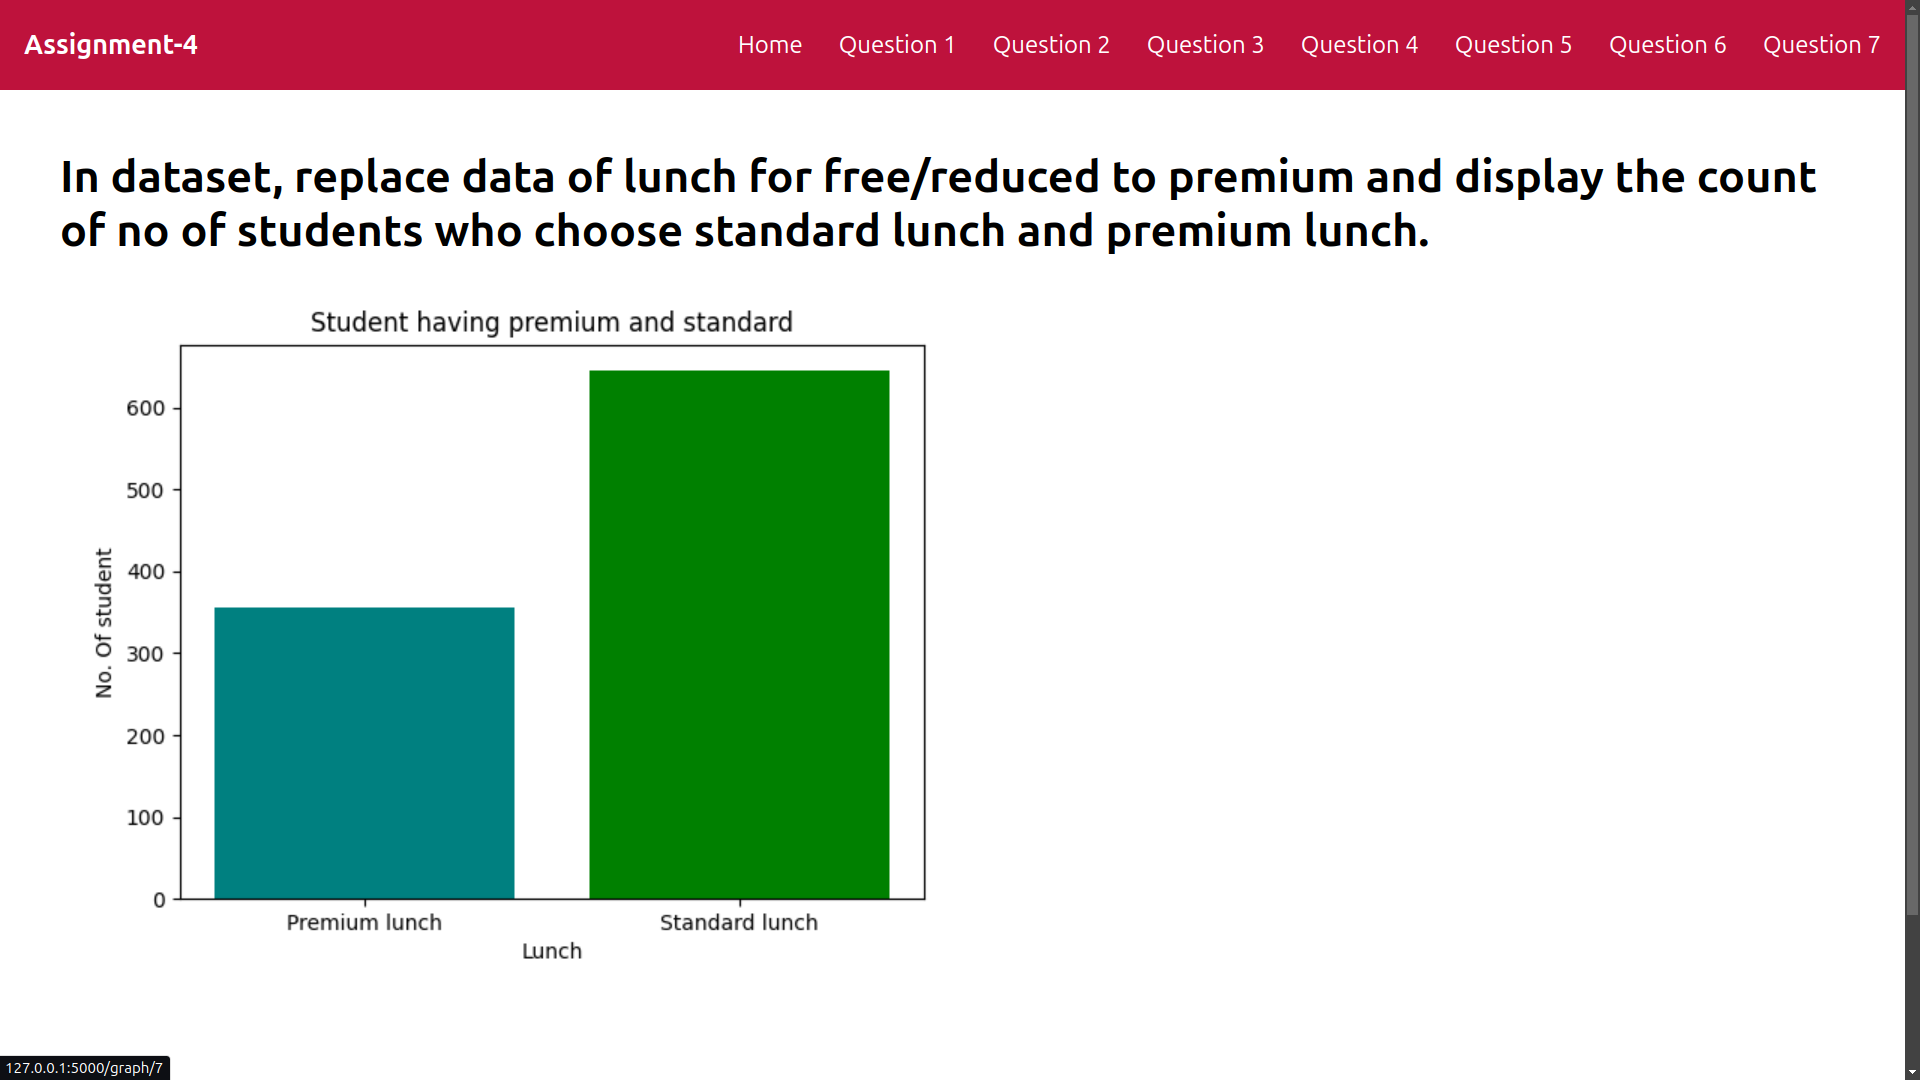 Assignment-4
Home Question 1 Question 2 Question 3 Question 4 Question 5 Question 6 Question 7
In dataset, replace data of lunch for free/reduced to premium and display the count
of no of students who choose standard lunch and premium lunch.
Student having premium and standard
600
500
400
300
200
100
0
No. Of student
Premium lunch Standard lunch
Lunch
127.0.0.1:5000/graph/7